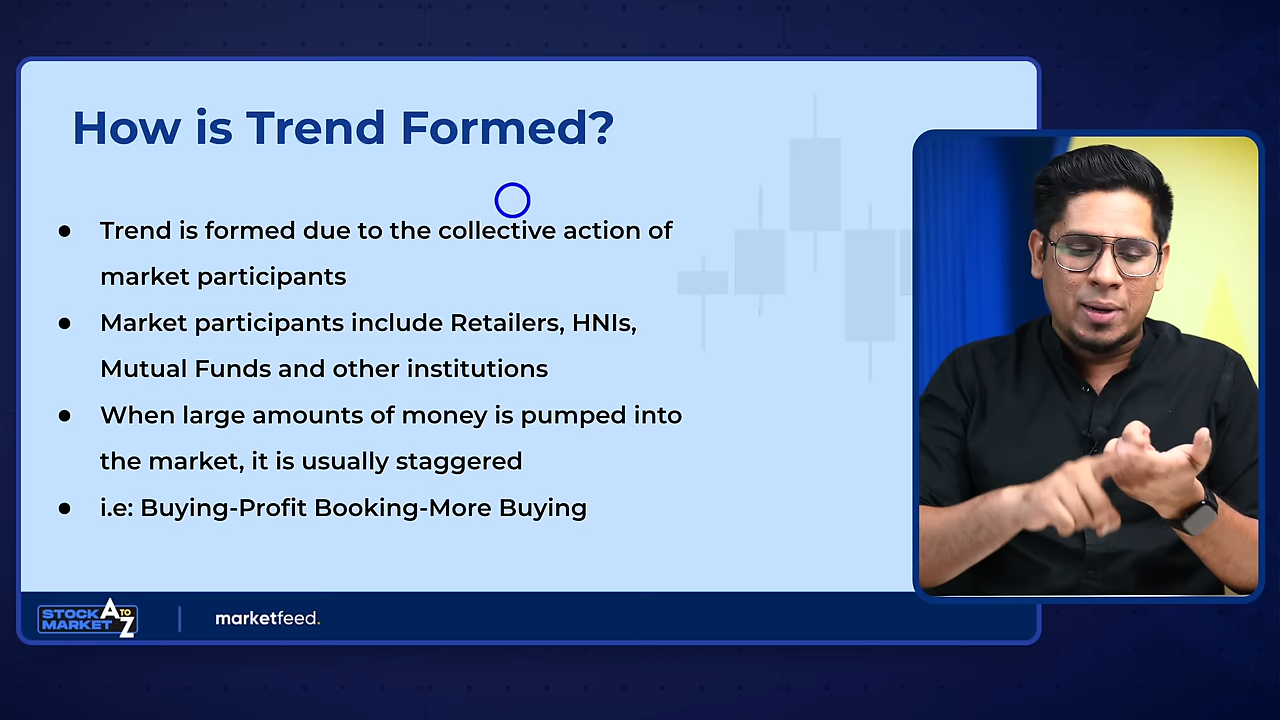 How is Trend Formed?
● Trend is formed due to the collective action of
market participants
● Market participants include Retailers, HNIs,
Mutual Funds and other institutions
● When large amounts of money is pumped into
the market, it is usually staggered
● i.e: Buying-Profit Booking-More Buying
STOCK MARKET A TO Z
marketfeed.